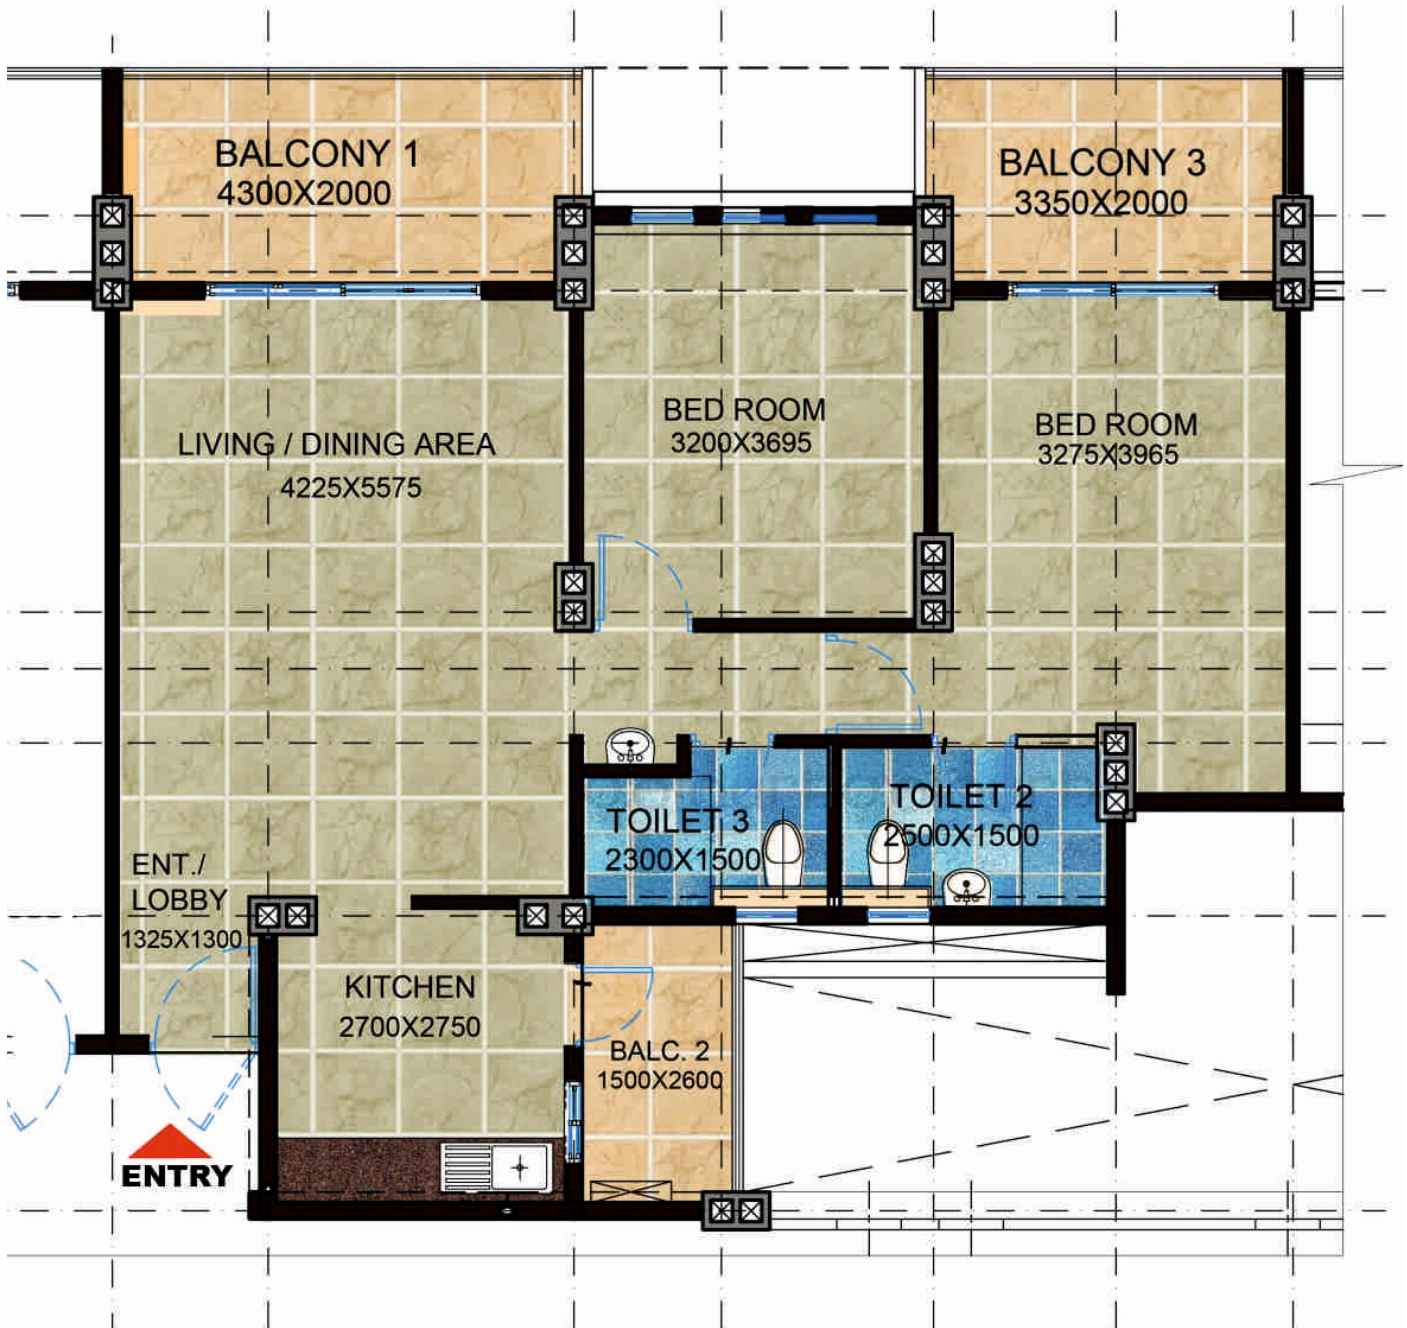 BALCONY 1
4300X2000
BALCONY 3
3350X2000
BED ROOM
3200X3695
BED ROOM
3275X3965
LIVING / DINING AREA
4225X5575
TOILET 3
2300X1500
TOILET 2
2500X1500
ENT./
LOBBY
1325X1300
KITCHEN
2700X2750
BALC. 2
1500X2600
ENTRY